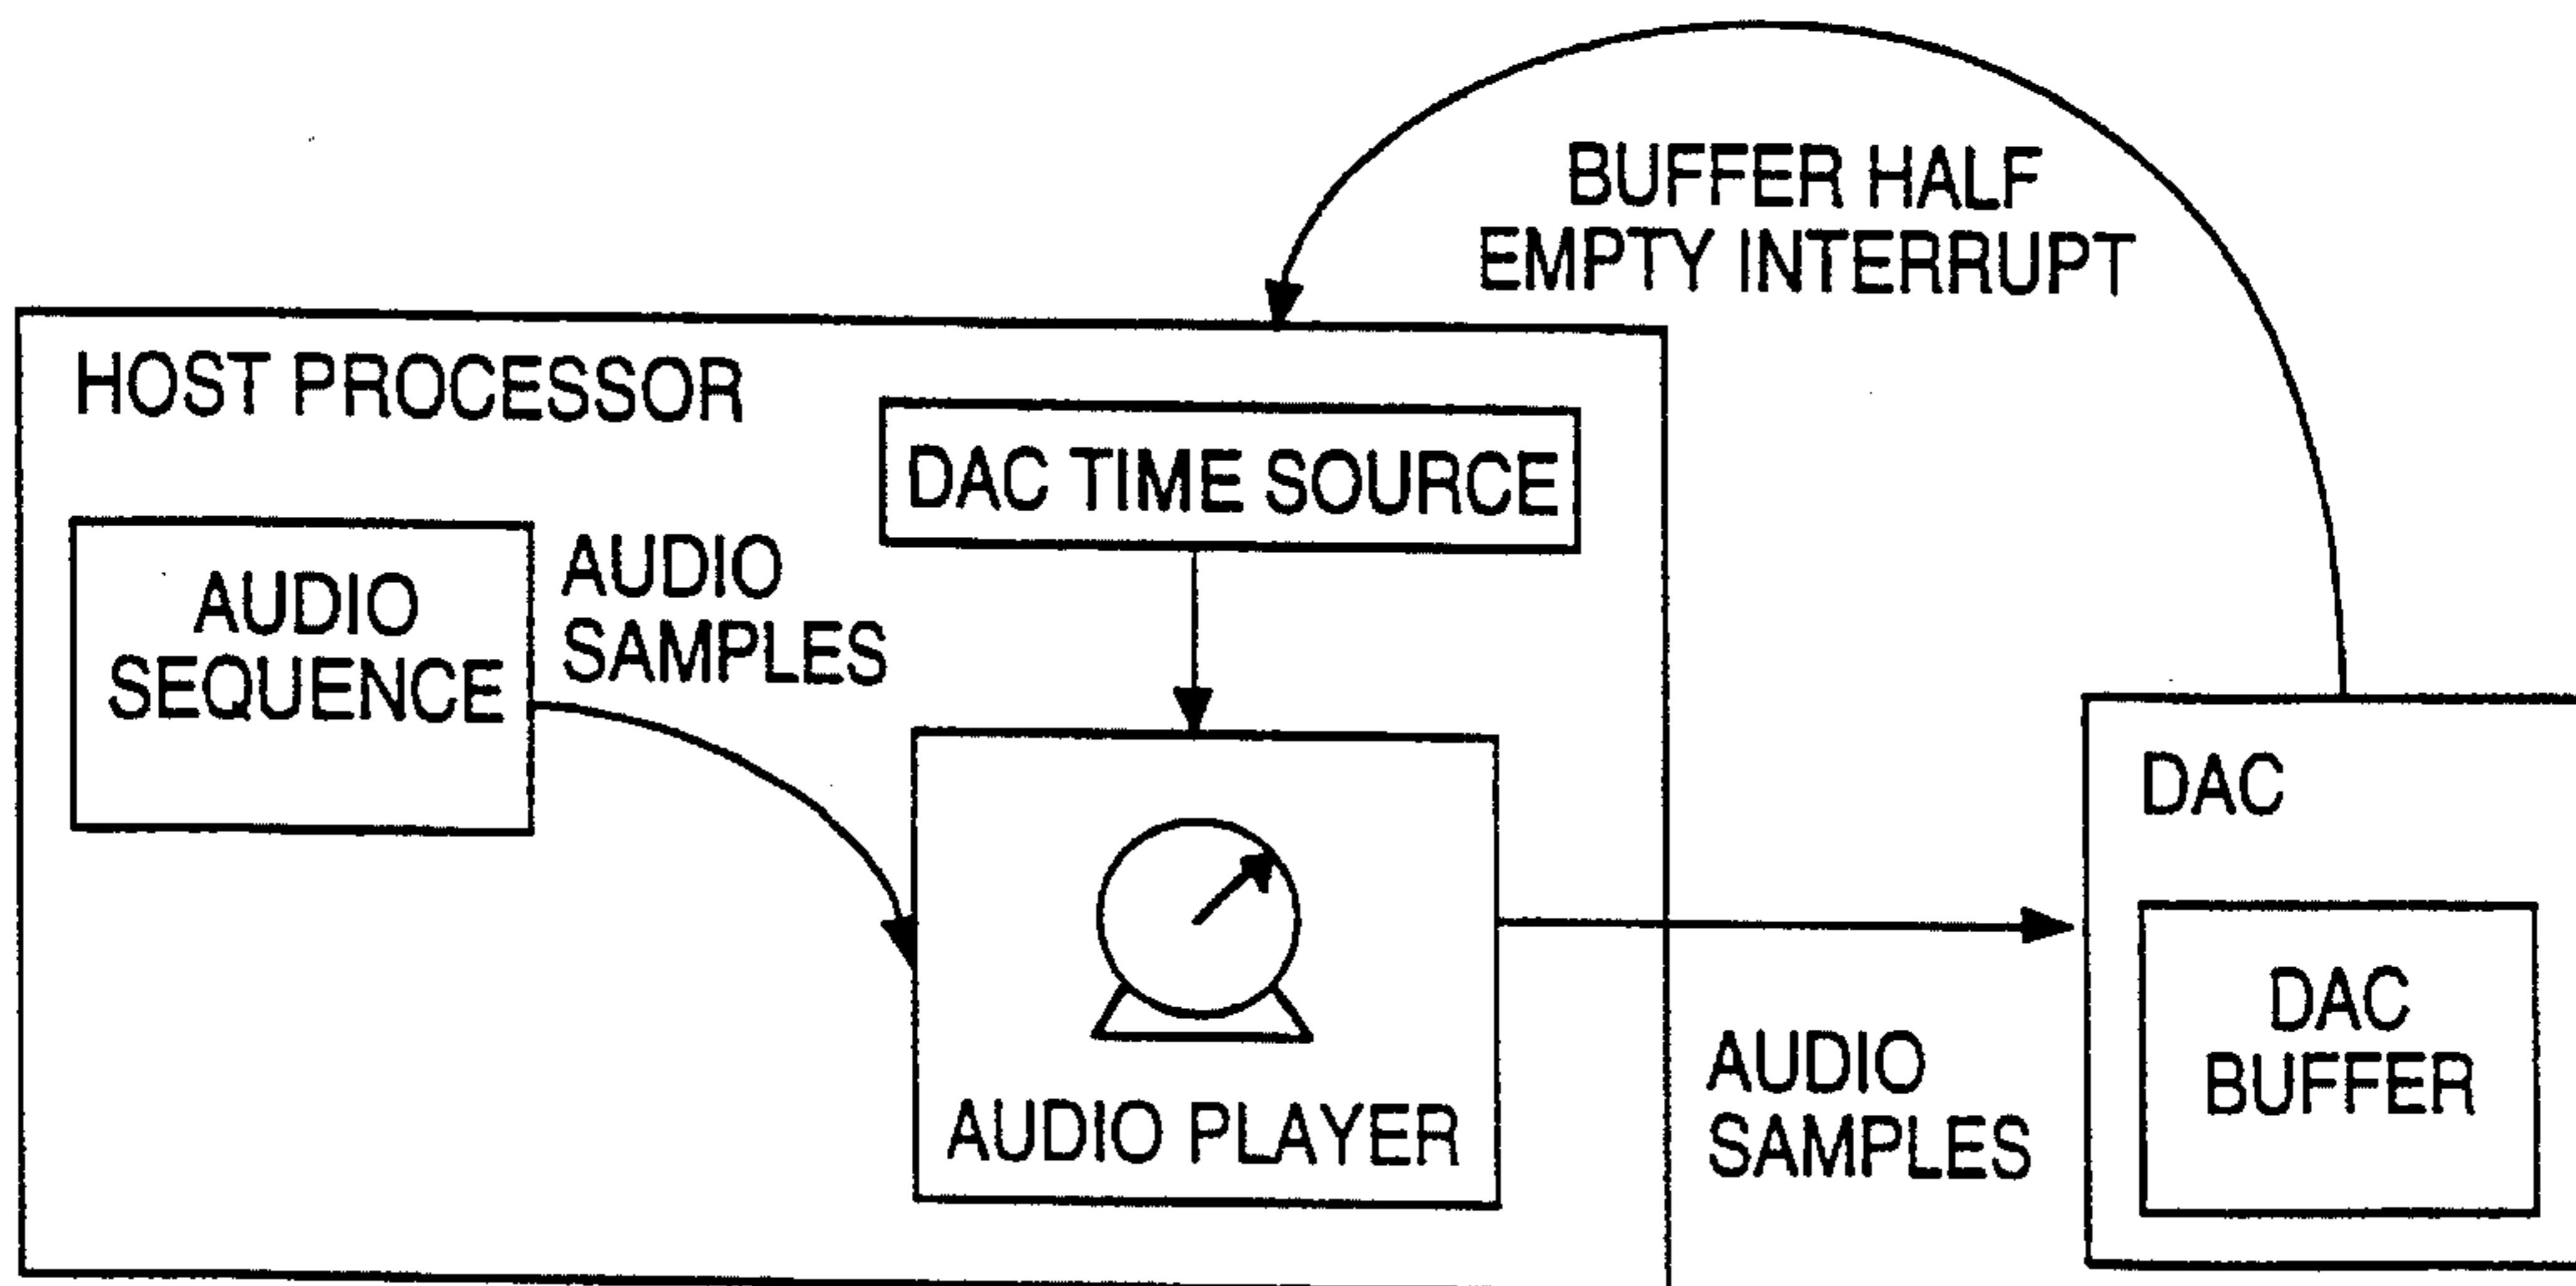 BUFFER HALF
EMPTY INTERRUPT
HOST PROCESSOR
DAC TIME SOURCE
AUDIO
SEQUENCE
AUDIO
SAMPLES
DAC
AUDIO PLAYER
AUDIO
SAMPLES
DAC
BUFFER